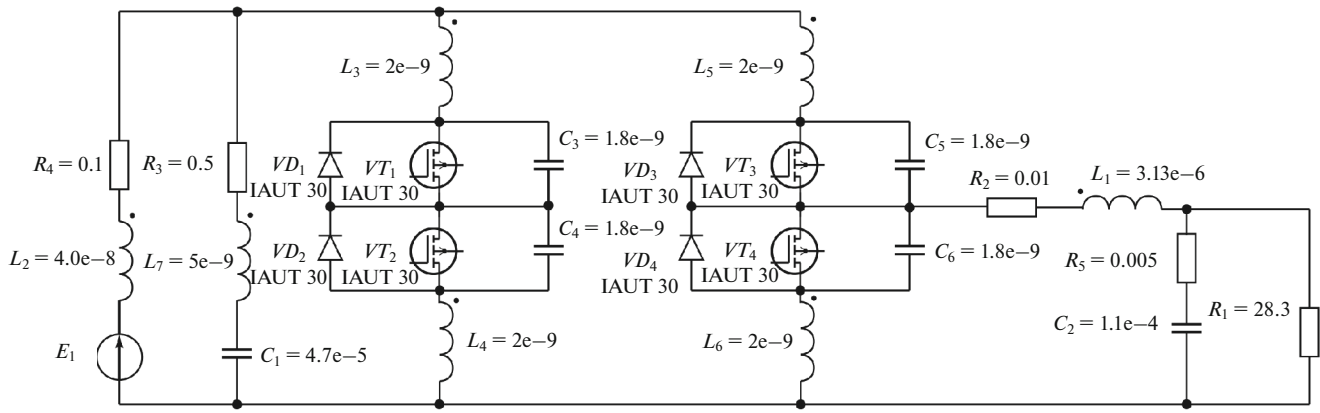 L3 = 2e−9
L5 = 2e−9
C3 = 1.8e−9
C5 = 1.8e−9
R4 = 0.1
R3 = 0.5
VD1
IAUT 30
VT1
IAUT 30
VD3
IAUT 30
VT3
IAUT 30
R2 = 0.01
L1 = 3.13e−6
C4 = 1.8e−9
C6 = 1.8e−9
L2 = 4.0e−8
L7 = 5e−9
VD2
IAUT 30
VT2
IAUT 30
VD4
IAUT 30
VT4
IAUT 30
R5 = 0.005
R1 = 28.3
C2 = 1.1e−4
E1
C1 = 4.7e−5
L4 = 2e−9
L6 = 2e−9